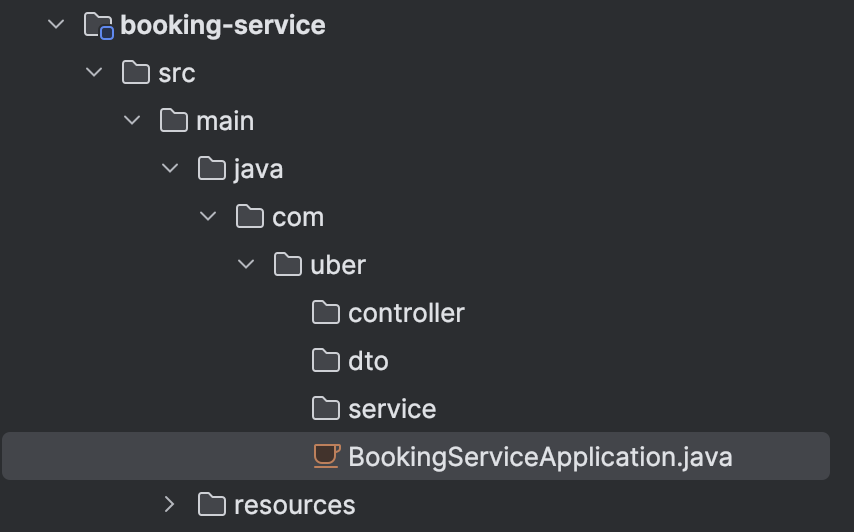 booking-service
src
main
java
com
uber
controller
dto
service
BookingServiceApplication.java
resources